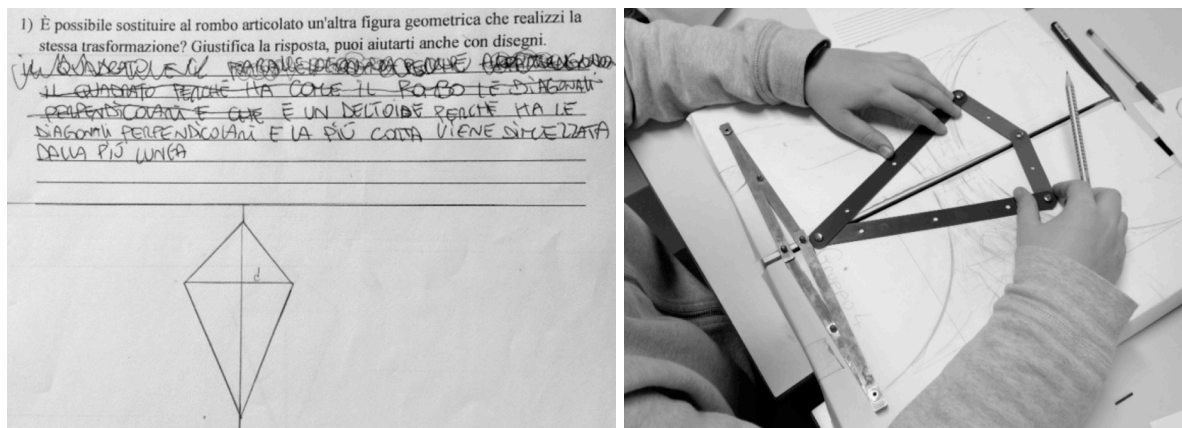 1) È possibile sostituire al rombo articolato un'altra figura geometrica che realizzi la
stessa trasformazione? Giustifica la risposta, puoi aiutarti anche con disegni.
IL QUADRATO PERCHÉ HA COME IL ROMBO LE DIAGONALI
PERPENDICOLARI E CHE È UN DELTOIDE PERCHÉ HA LE
DIAGONALI PERPENDICOLARI E LA PIÙ COTTA VIENE DIMEZZATA
DALLA PIÙ LUNGA
d